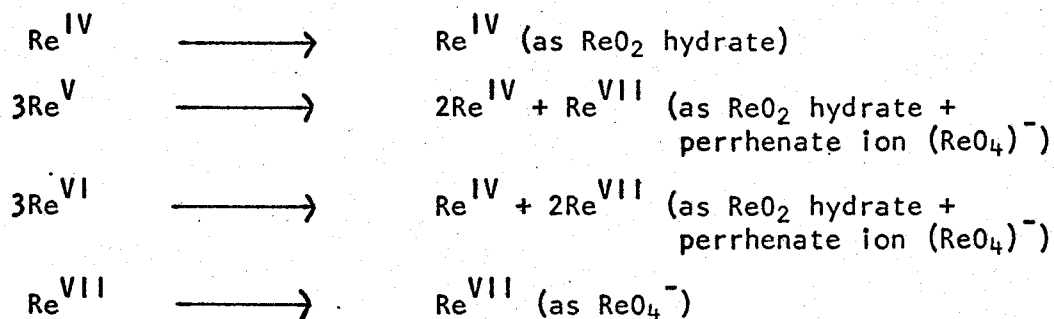 Re^IV ⟶ Re^IV (as ReO₂ hydrate)
3Re^V ⟶ 2Re^IV + Re^VII (as ReO₂ hydrate +
perrhenate ion (ReO₄)⁻)
3Re^VI ⟶ Re^IV + 2Re^VII (as ReO₂ hydrate +
perrhenate ion (ReO₄)⁻)
Re^VII ⟶ Re^VII (as ReO₄⁻)